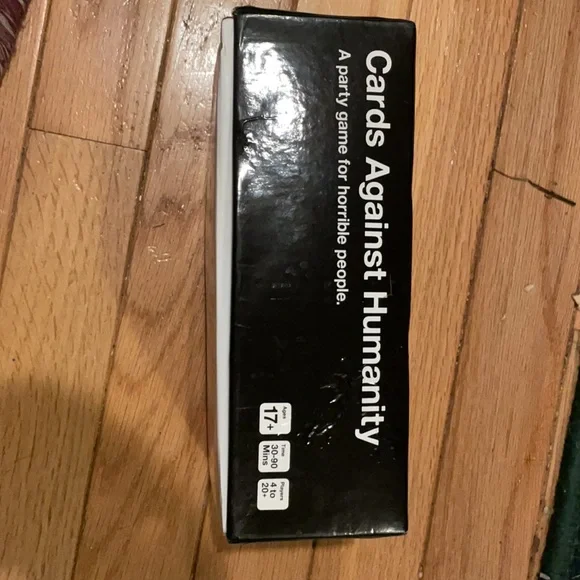 Cards Against Humanity
A party game for horrible people.
Ages
17+
Time
30-90
Mins
Players
4 to
20+